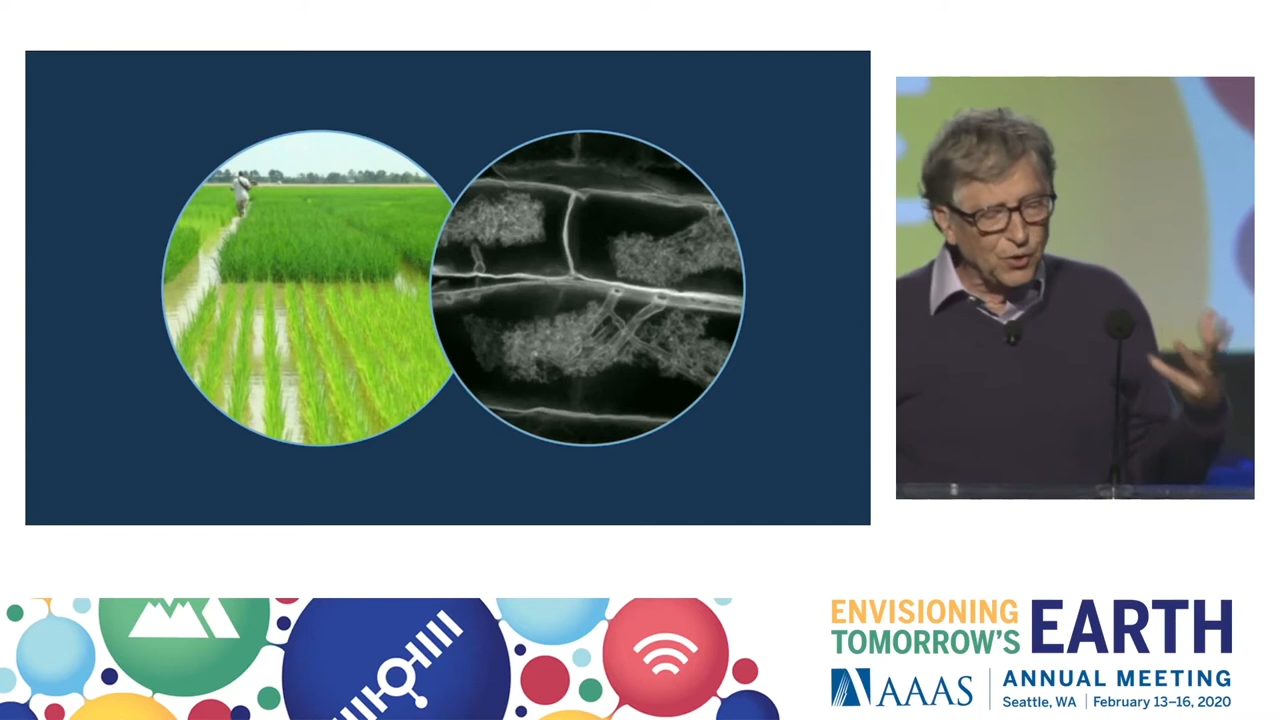 ENVISIONING
TOMORROW'S
EARTH
AAAS
ANNUAL MEETING
Seattle, WA | February 13–16, 2020